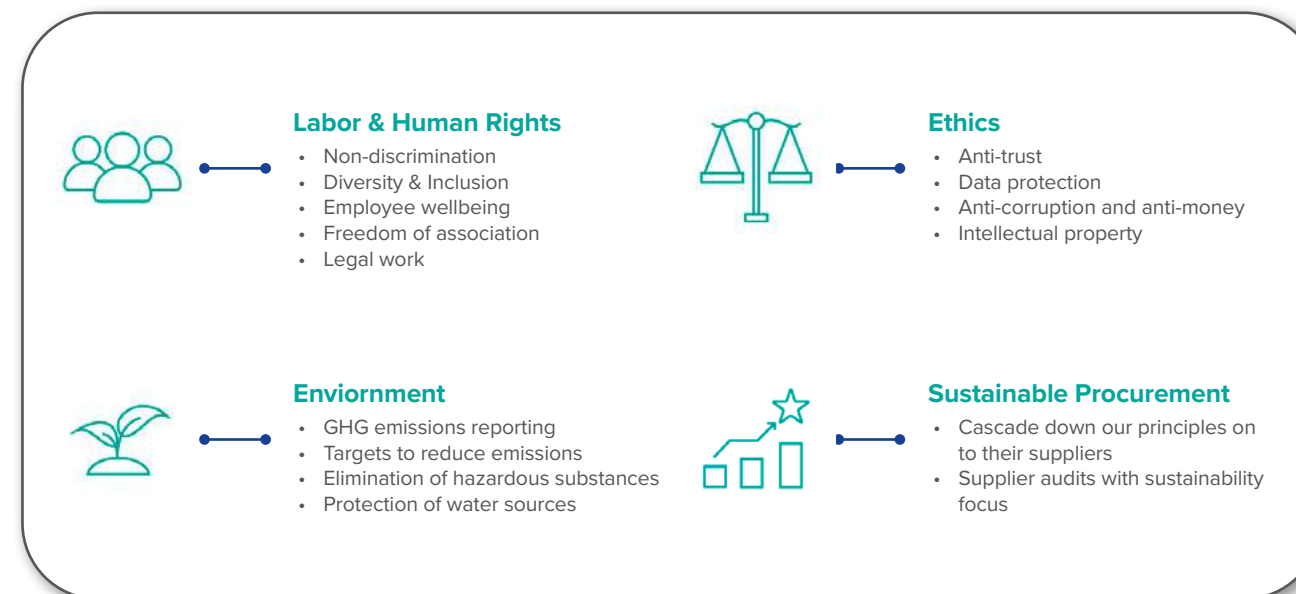 Labor & Human Rights
• Non-discrimination
• Diversity & Inclusion
• Employee wellbeing
• Freedom of association
• Legal work
Ethics
• Anti-trust
• Data protection
• Anti-corruption and anti-money
• Intellectual property
Enviornment
• GHG emissions reporting
• Targets to reduce emissions
• Elimination of hazardous substances
• Protection of water sources
Sustainable Procurement
• Cascade down our principles on
to their suppliers
• Supplier audits with sustainability
focus